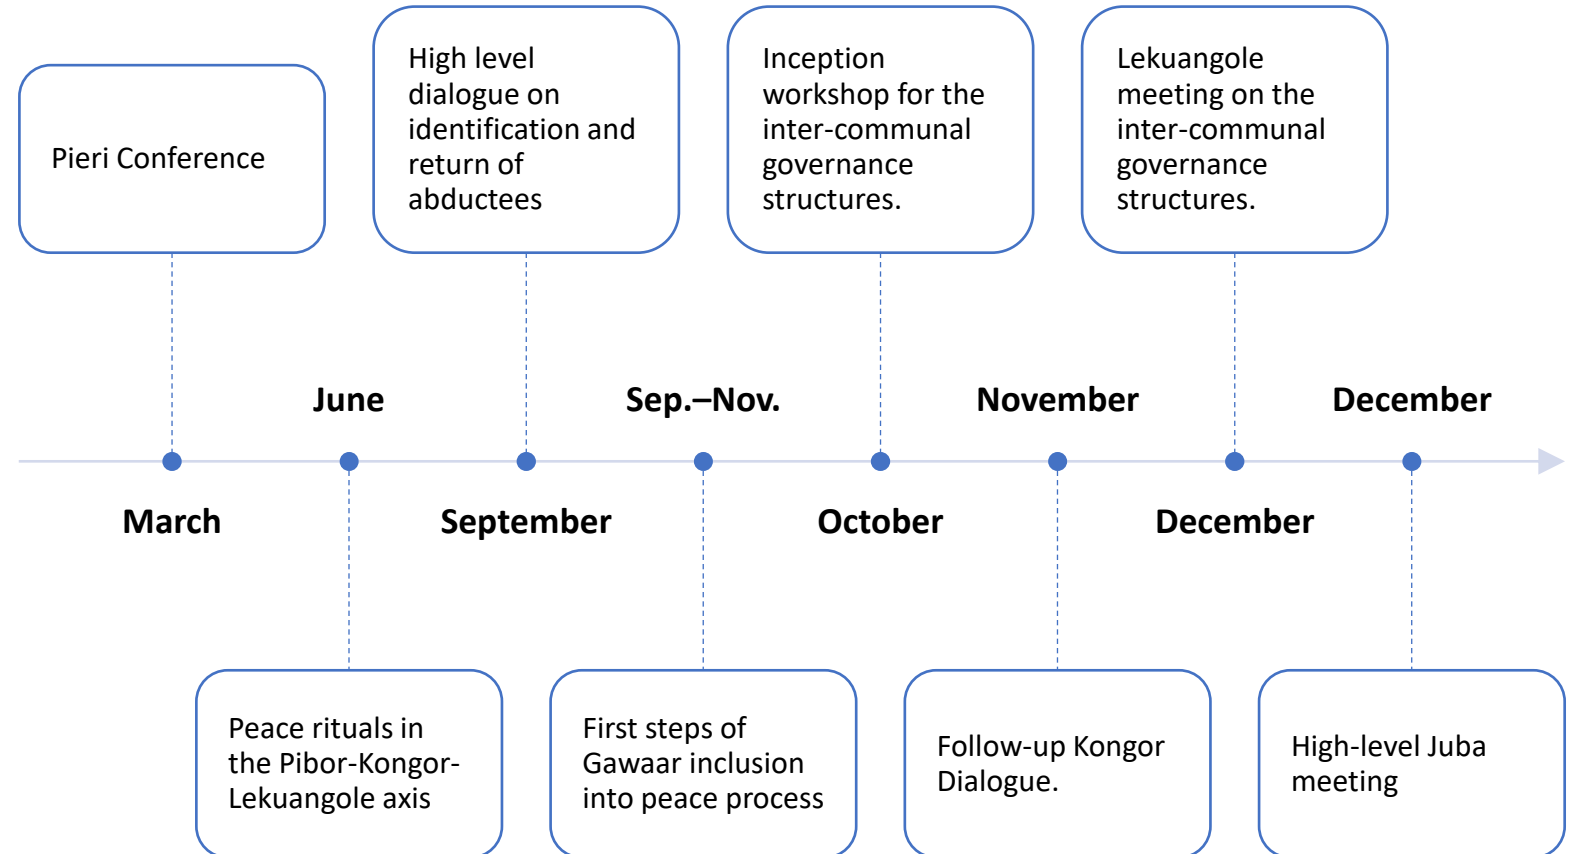 Pieri Conference
High level
dialogue on
identification and
return of
abductees
Inception
workshop for the
inter-communal
governance
structures.
Lekuangole
meeting on the
inter-communal
governance
structures.
June
Sep.–Nov.
November
December
March
September
October
December
Peace rituals in
the Pibor-Kongor-
Lekuangole axis
First steps of
Gawaar inclusion
into peace process
Follow-up Kongor
Dialogue.
High-level Juba
meeting